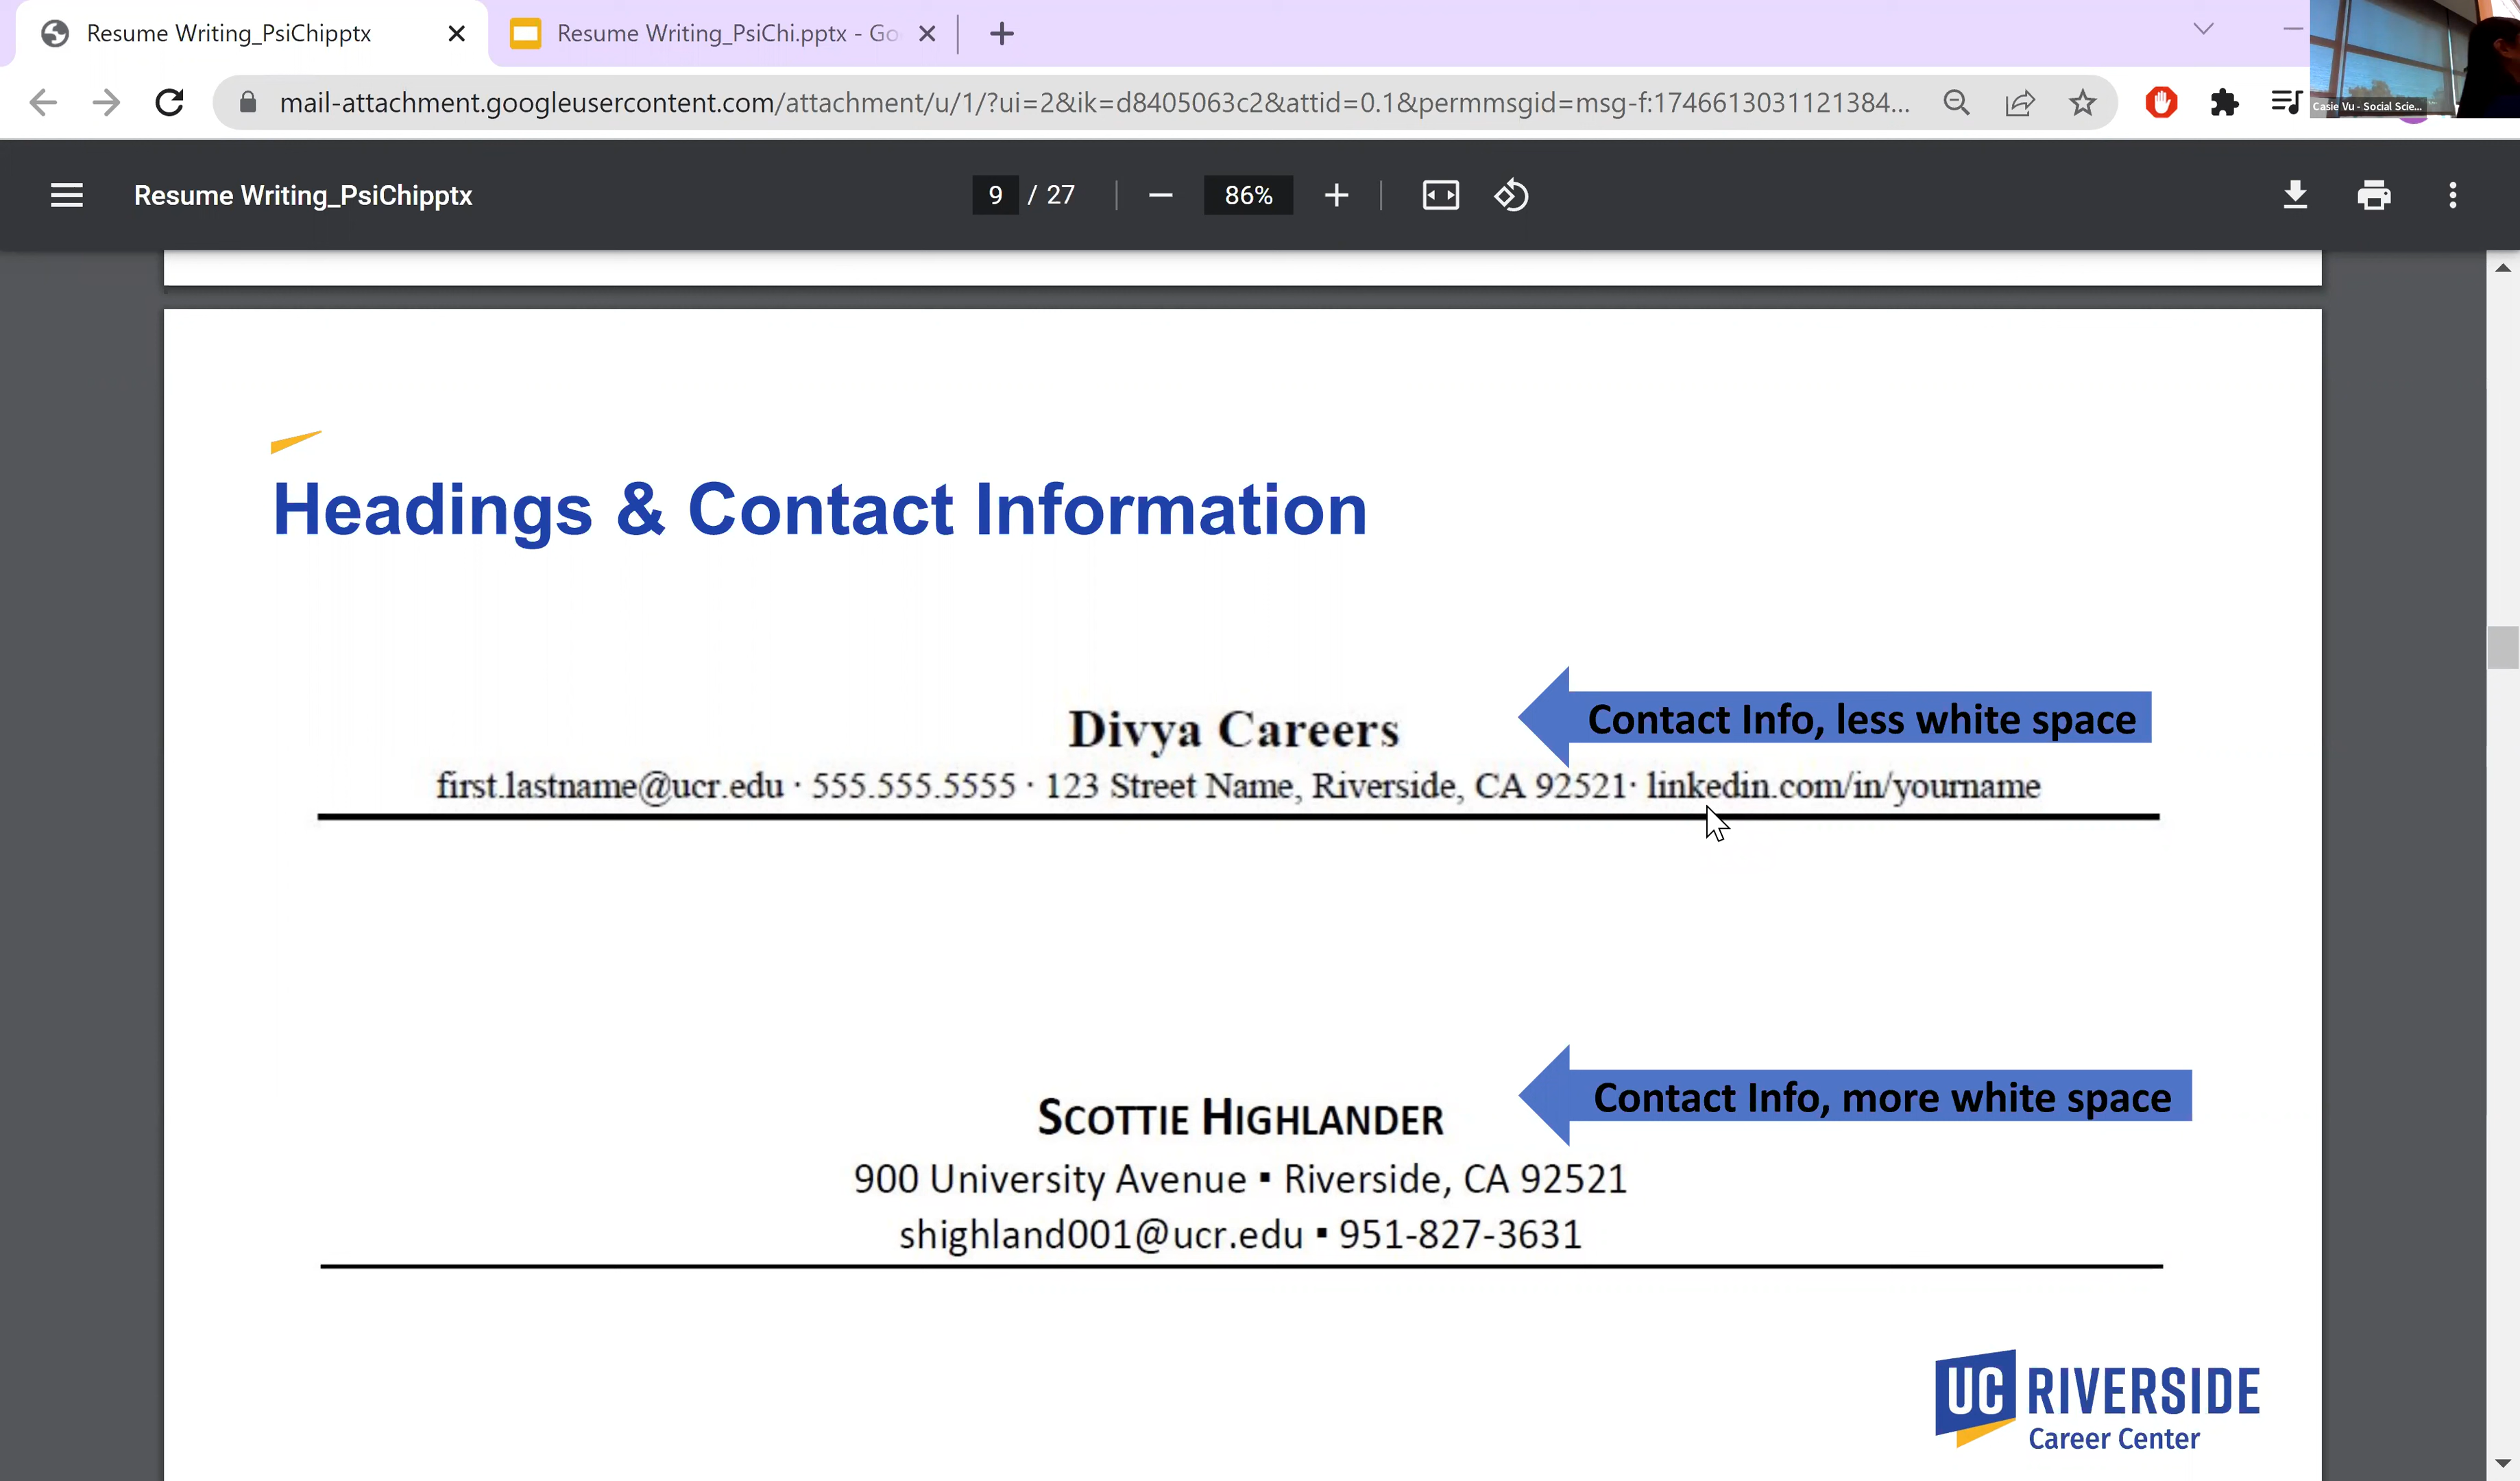 Resume Writing_PsiChipptx
Resume Writing_PsiChi.pptx - Go
mail-attachment.googleusercontent.com/attachment/u/1/?ui=2&ik=d8405063c2&attid=0.1&permmsgid=msg-f:1746613031121384...
Casie Vu - Social Scie...
Resume Writing_PsiChipptx
9 / 27
86%
Headings & Contact Information
Divya Careers
Contact Info, less white space
first.lastname@ucr.edu · 555.555.5555 · 123 Street Name, Riverside, CA 92521· linkedin.com/in/yourname
SCOTTIE HIGHLANDER
Contact Info, more white space
900 University Avenue ▪ Riverside, CA 92521
shighland001@ucr.edu ▪ 951-827-3631
UC RIVERSIDE
Career Center